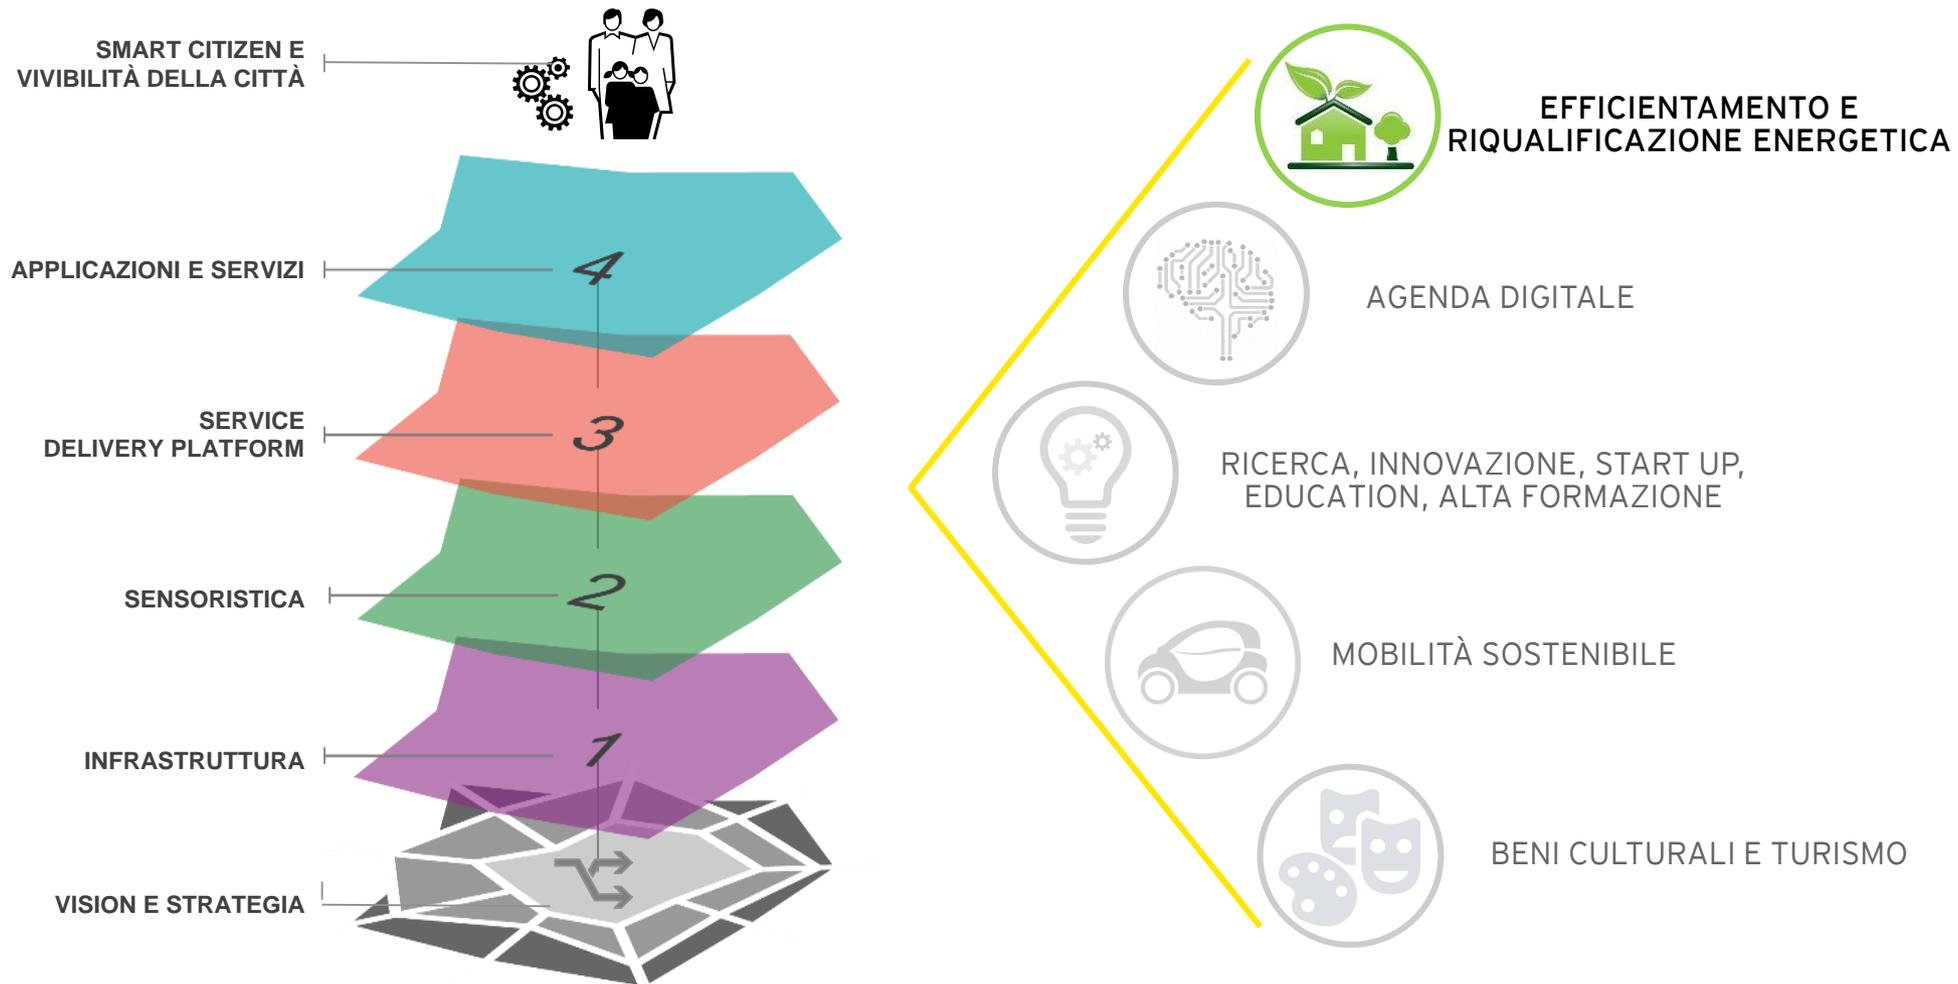 SMART CITIZEN E
VIVIBILITÀ DELLA CITTÀ
APPLICAZIONI E SERVIZI
4
SERVICE
DELIVERY PLATFORM
3
SENSORISTICA
2
INFRASTRUTTURA
1
VISION E STRATEGIA
EFFICIENTAMENTO E
RIQUALIFICAZIONE ENERGETICA
AGENDA DIGITALE
RICERCA, INNOVAZIONE, START UP,
EDUCATION, ALTA FORMAZIONE
MOBILITÀ SOSTENIBILE
BENI CULTURALI E TURISMO